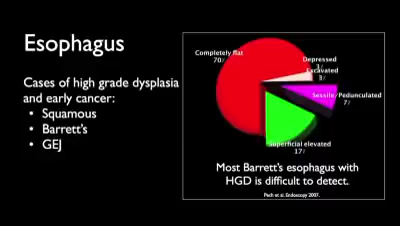 Esophagus
Cases of high grade dysplasia
and early cancer:
• Squamous
• Barrett's
• GEJ
Completely flat
70%
Depressed
3%
Excavated
3%
Sessile/Pedunculated
7%
Superficial elevated
17%
Most Barrett's esophagus with
HGD is difficult to detect.
Pech et al. Endoscopy 2007.